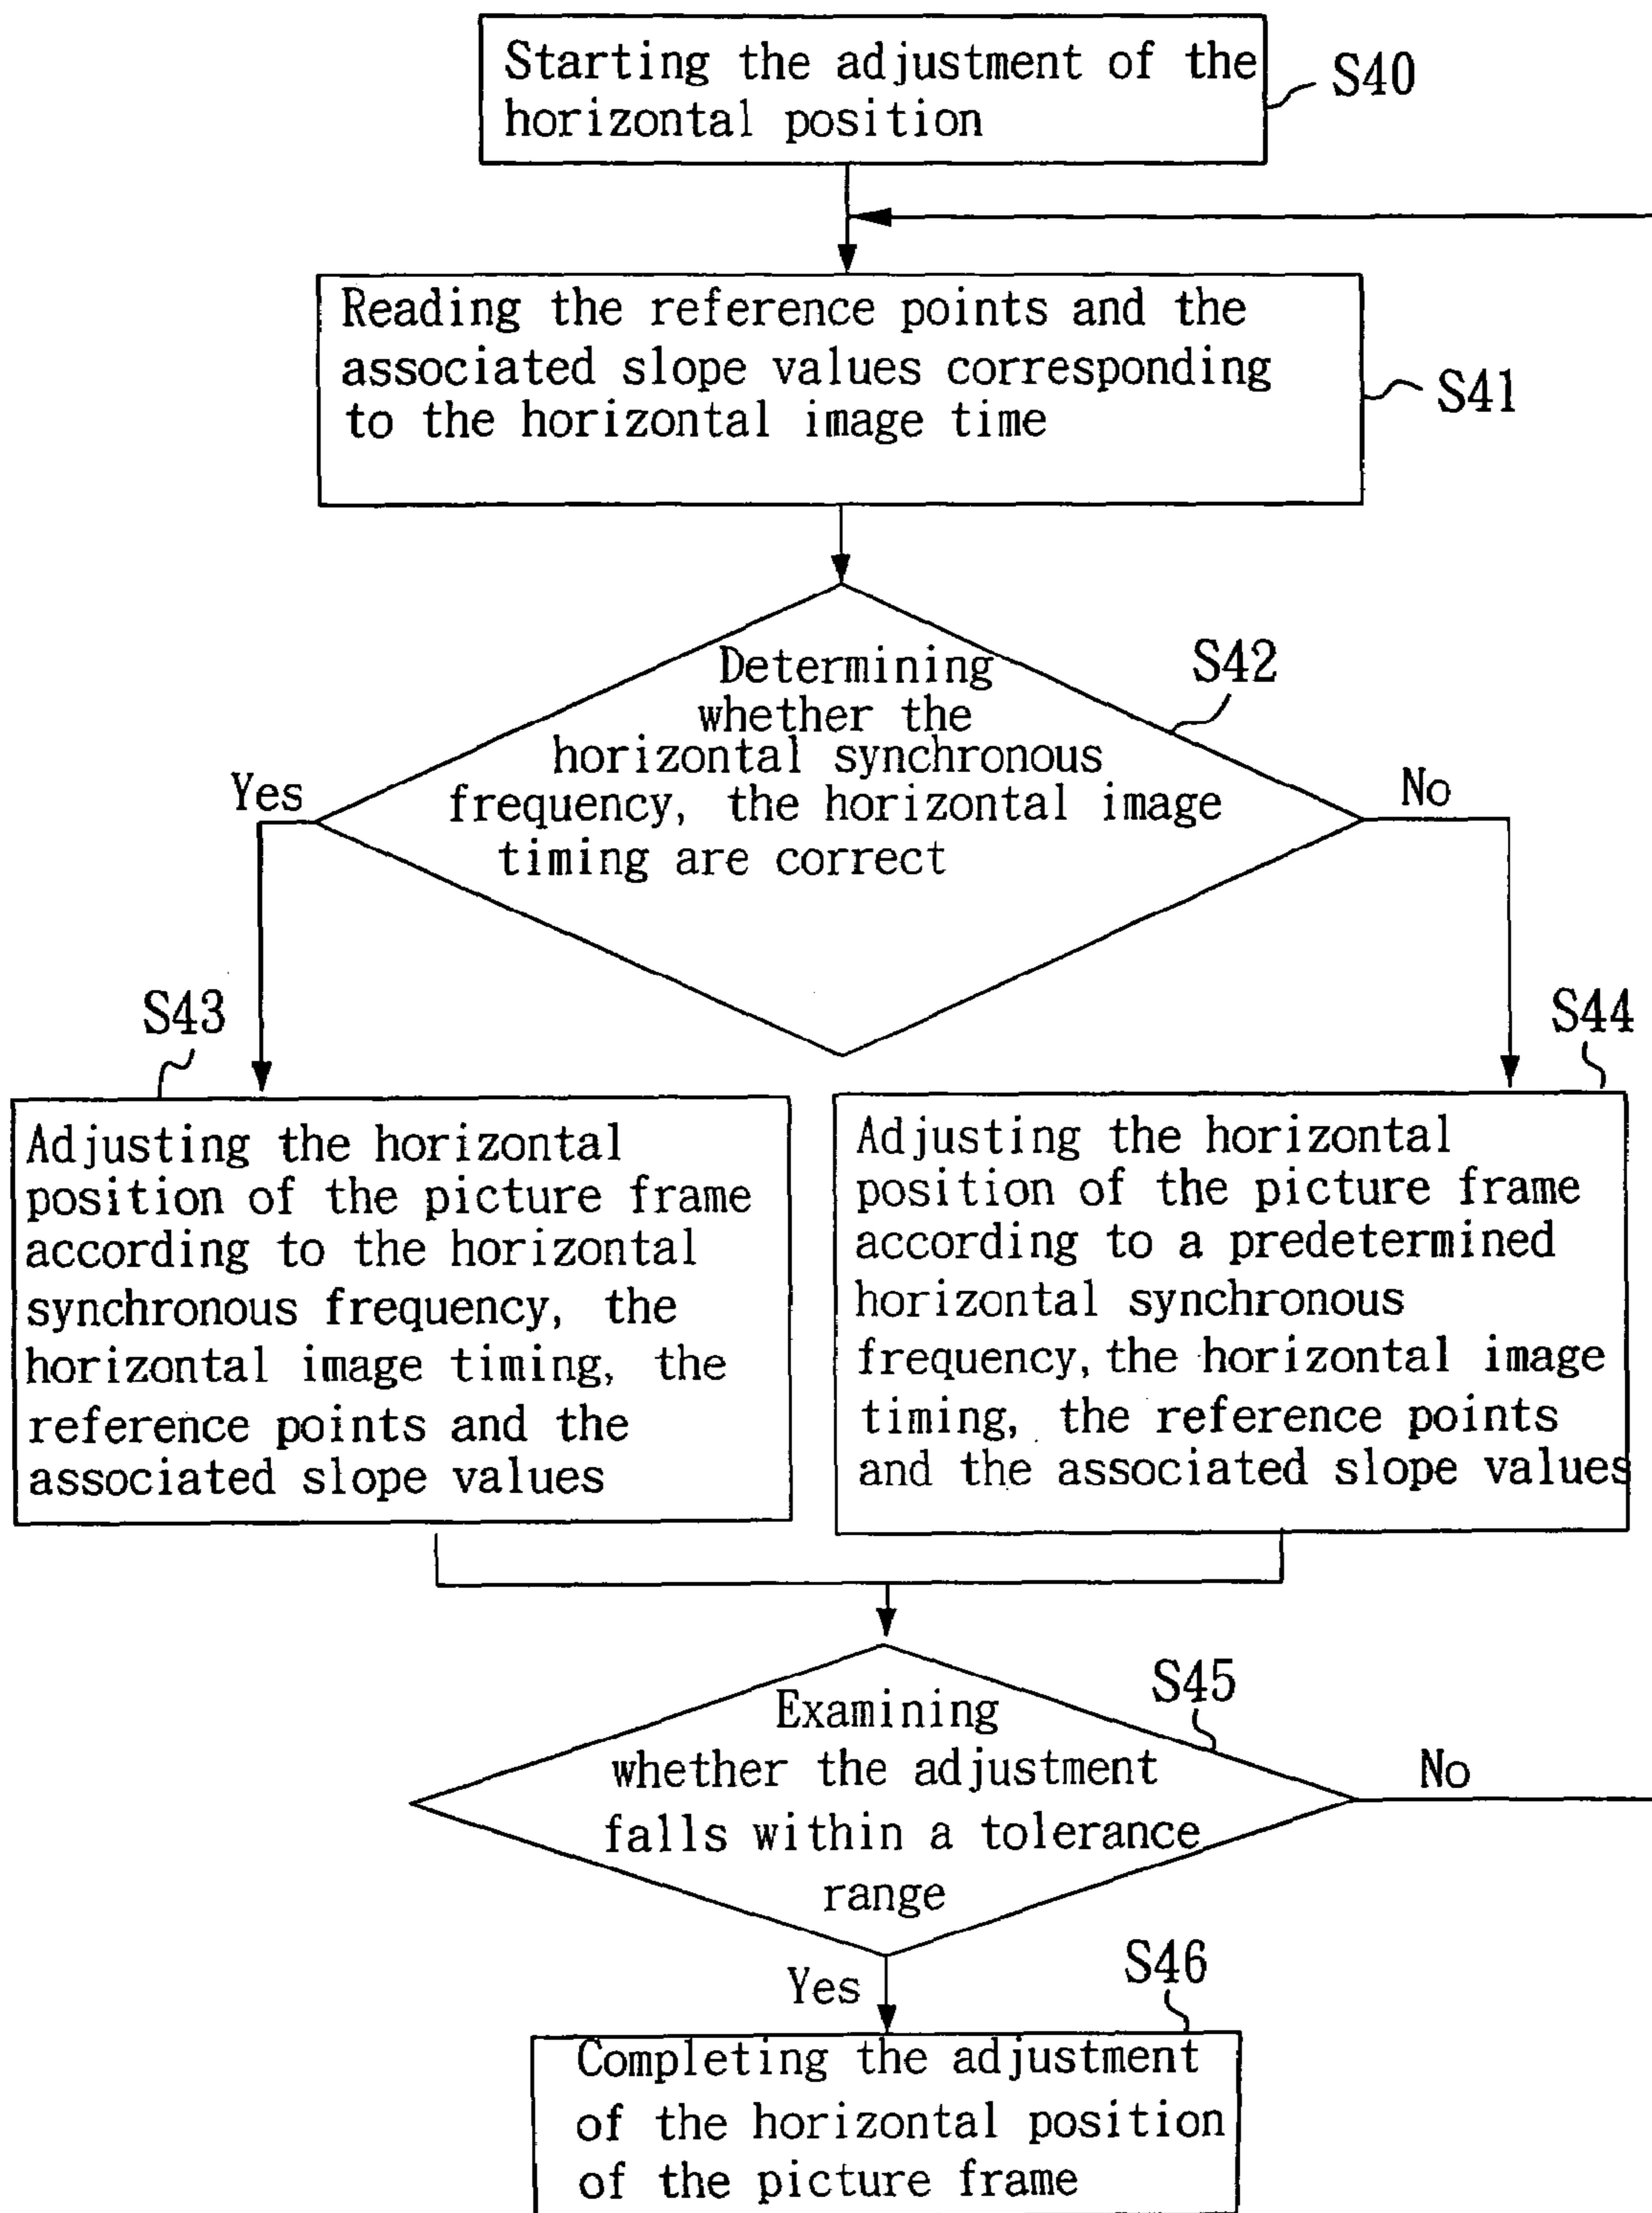 Starting the adjustment of the
horizontal position
S40
Reading the reference points and the
associated slope values corresponding
to the horizontal image time
S41
S42
Determining
whether the
horizontal synchronous
frequency, the horizontal image
timing are correct
Yes
No
S43
S44
Adjusting the horizontal
position of the picture frame
according to the horizontal
synchronous frequency, the
horizontal image timing, the
reference points and the
associated slope values
Adjusting the horizontal
position of the picture frame
according to a predetermined
horizontal synchronous
frequency, the horizontal image
timing, the reference points
and the associated slope values
S45
Examining
whether the adjustment
falls within a tolerance
range
No
Yes
S46
Completing the adjustment
of the horizontal position
of the picture frame